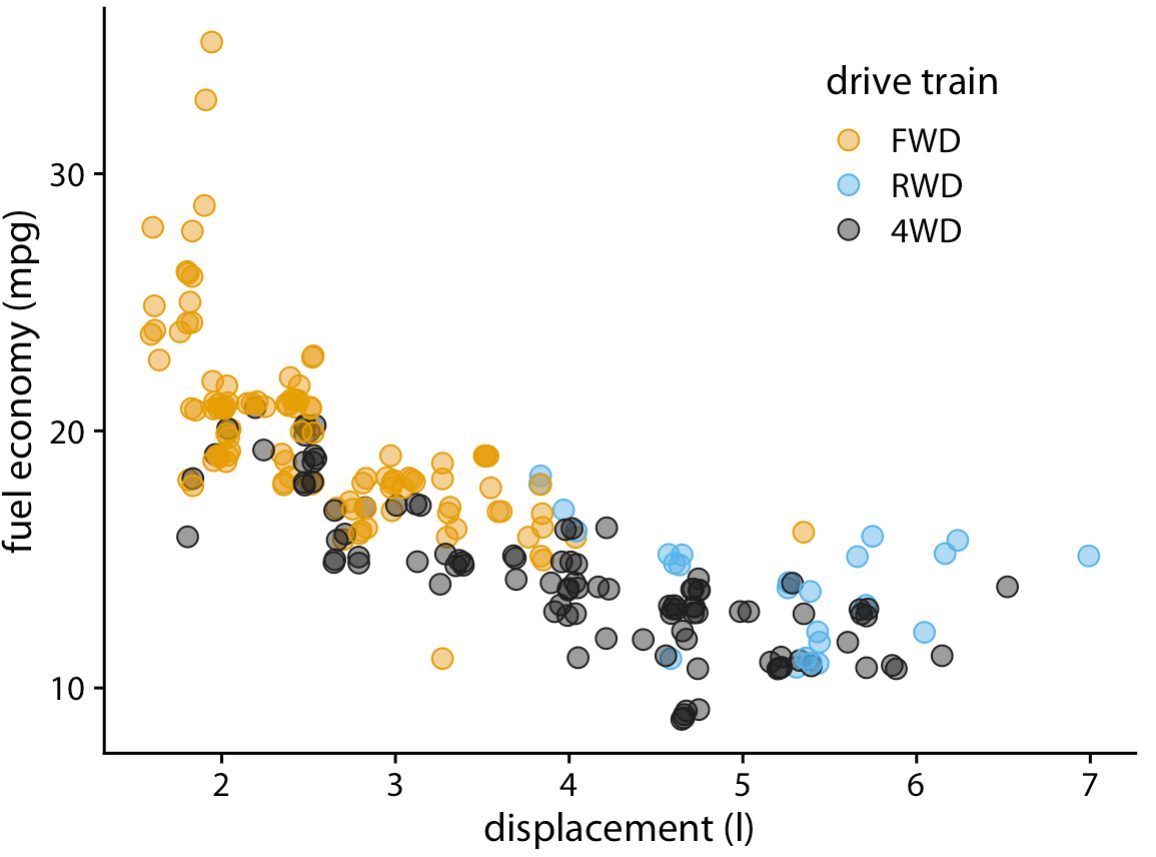 drive train
FWD
RWD
4WD
30
20
10
fuel economy (mpg)
2 3 4 5 6 7
displacement (l)